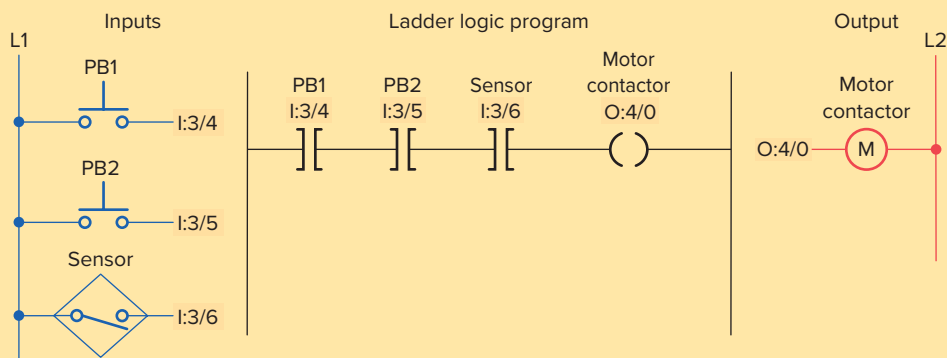 Inputs
Ladder logic program
Output
L1
L2
PB1
I:3/4
PB2
I:3/5
Sensor
I:3/6
PB1
I:3/4
PB2
I:3/5
Sensor
I:3/6
Motor
contactor
O:4/0
Motor
contactor
O:4/0
M